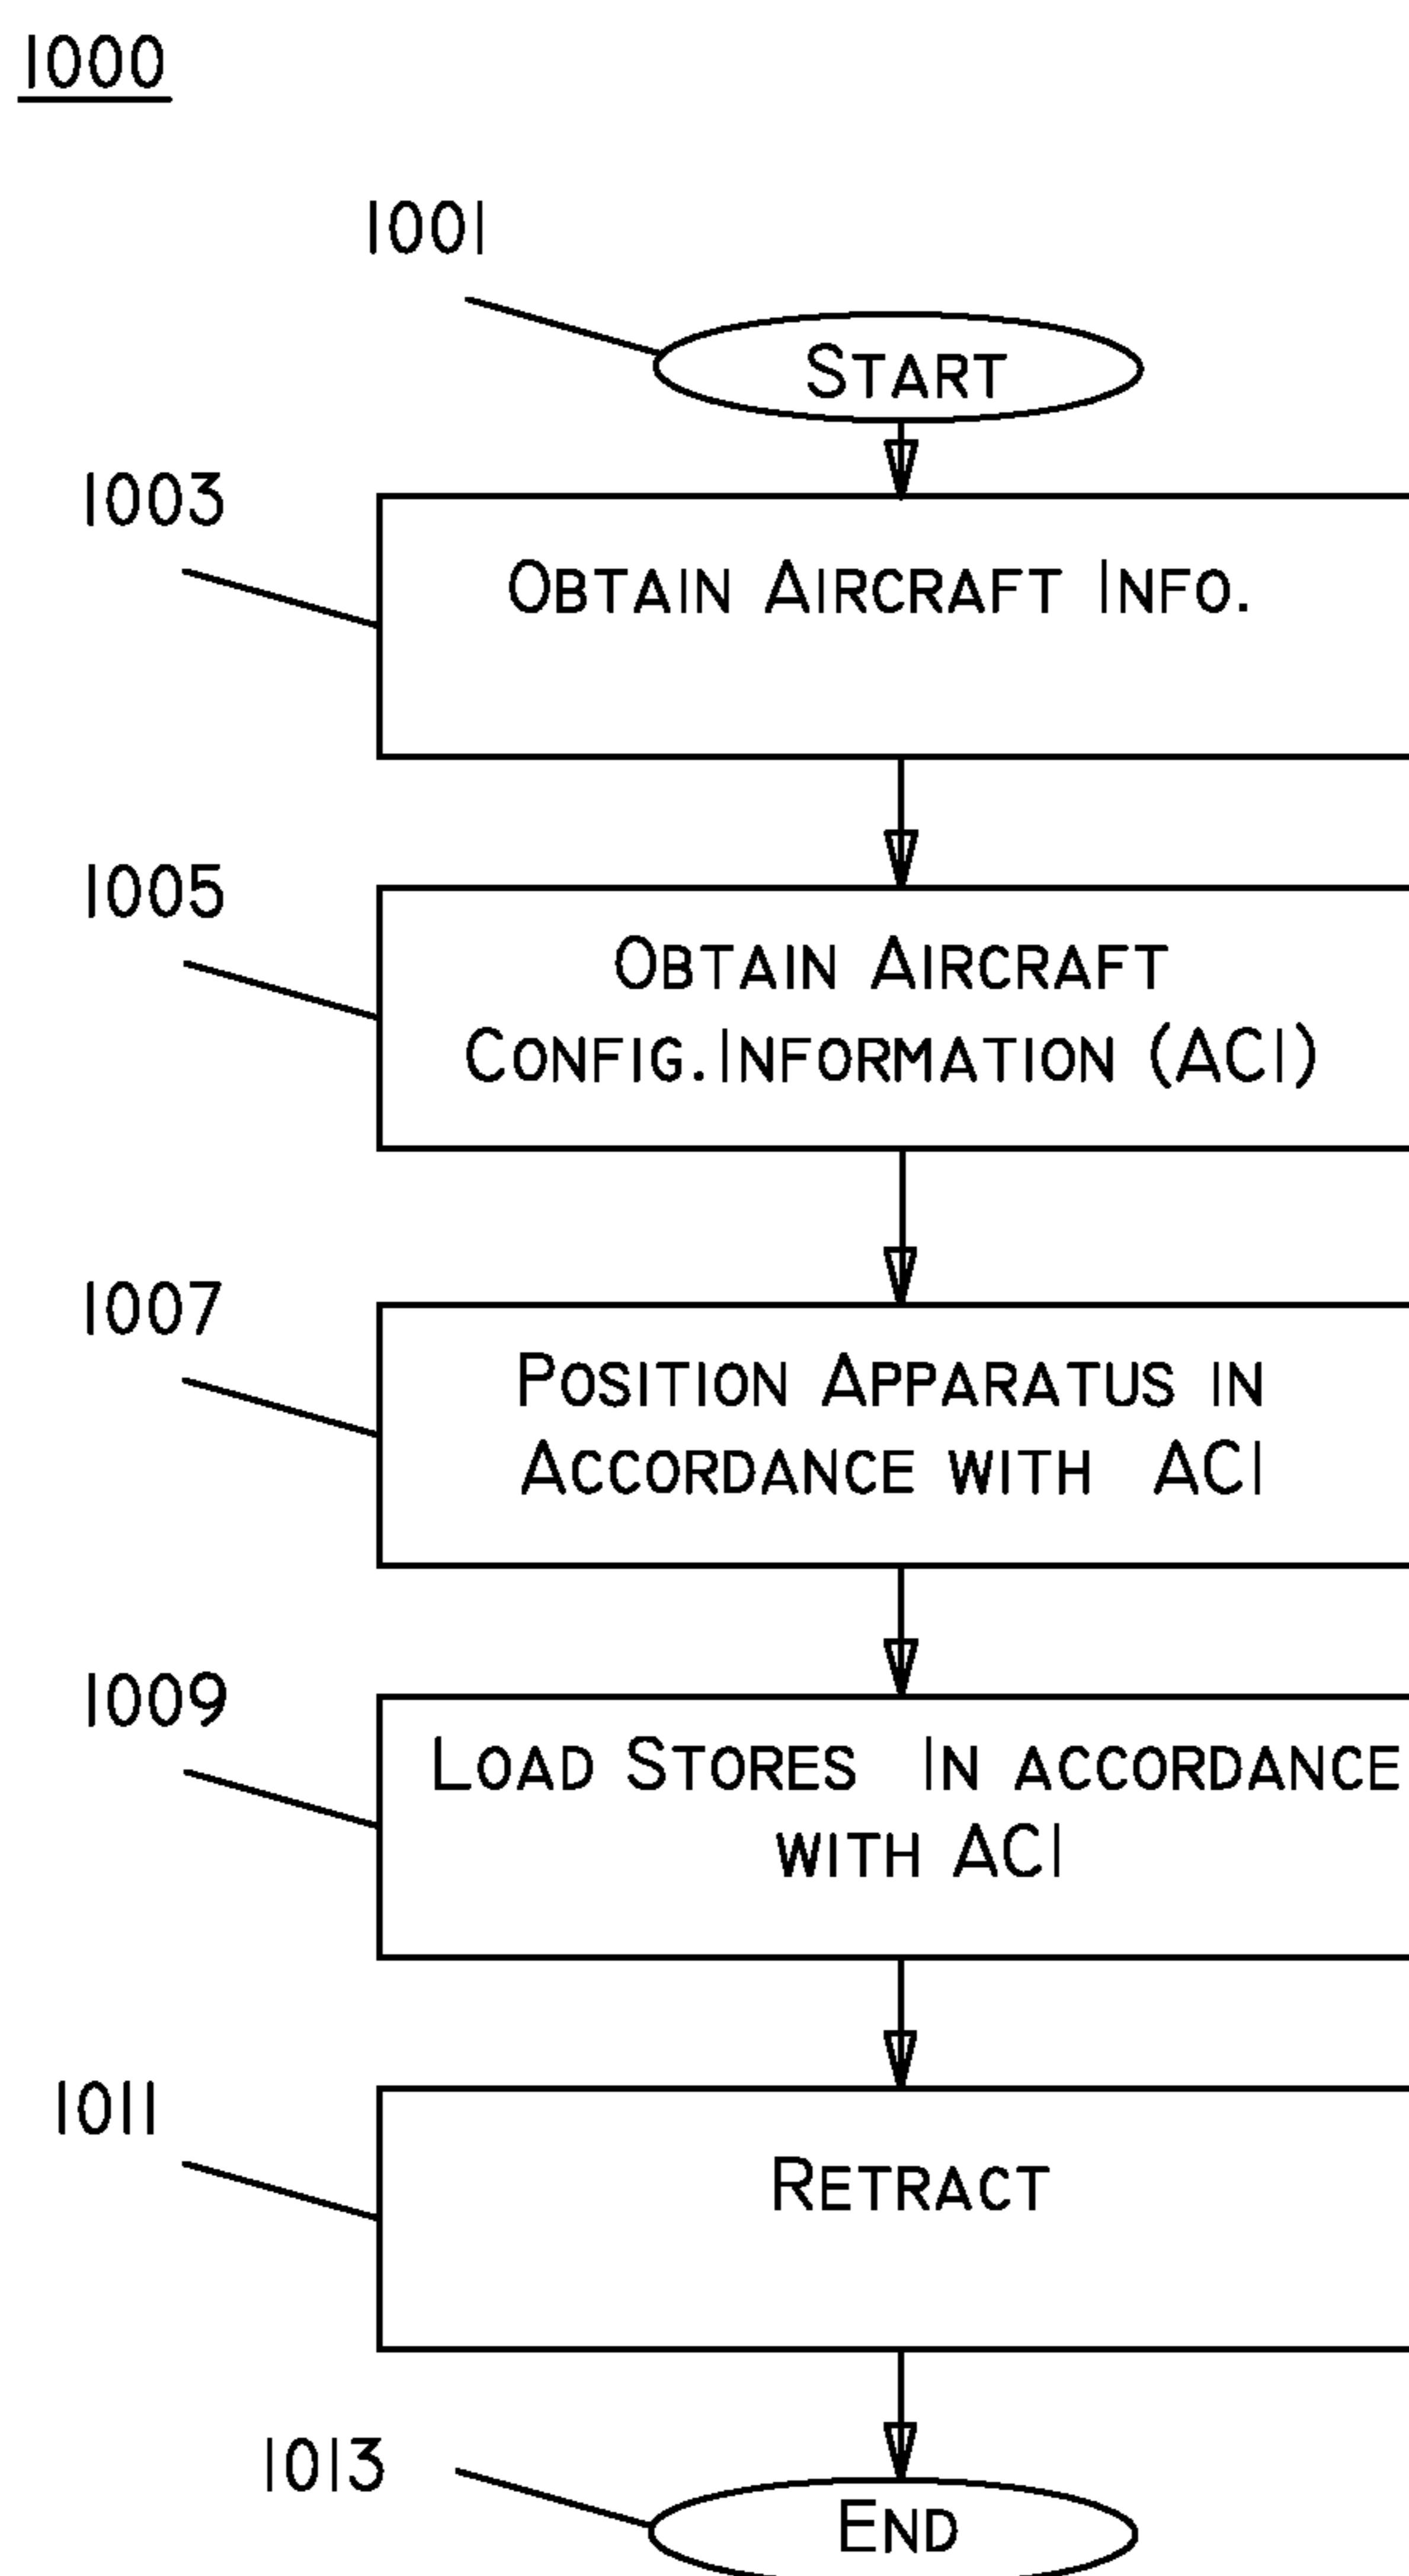 1000
1001
START
1003
OBTAIN AIRCRAFT INFO.
1005
OBTAIN AIRCRAFT
CONFIG. INFORMATION (ACI)
1007
POSITION APPARATUS IN
ACCORDANCE WITH ACI
1009
LOAD STORES IN ACCORDANCE
WITH ACI
1011
RETRACT
1013
END